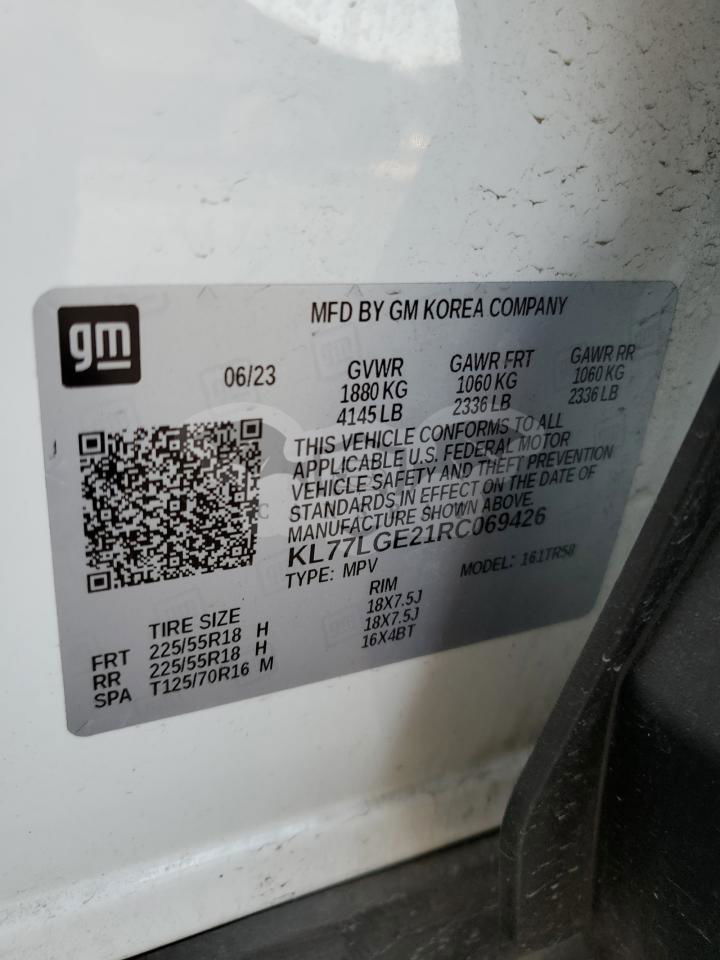 gm
MFD BY GM KOREA COMPANY
06/23
GVWR GAWR FRT GAWR RR
1880 KG 1060 KG 1060 KG
4145 LB 2336 LB 2336 LB
THIS VEHICLE CONFORMS TO ALL
APPLICABLE U.S. FEDERAL MOTOR
VEHICLE SAFETY AND THEFT PREVENTION
STANDARDS IN EFFECT ON THE DATE OF
MANUFACTURE SHOWN ABOVE.
KL77LGE21RC069426
TYPE: MPV MODEL: 161TR58
TIRE SIZE RIM
FRT 225/55R18 H 18X7.5J
RR 225/55R18 H 18X7.5J
SPA T125/70R16 M 16X4BT